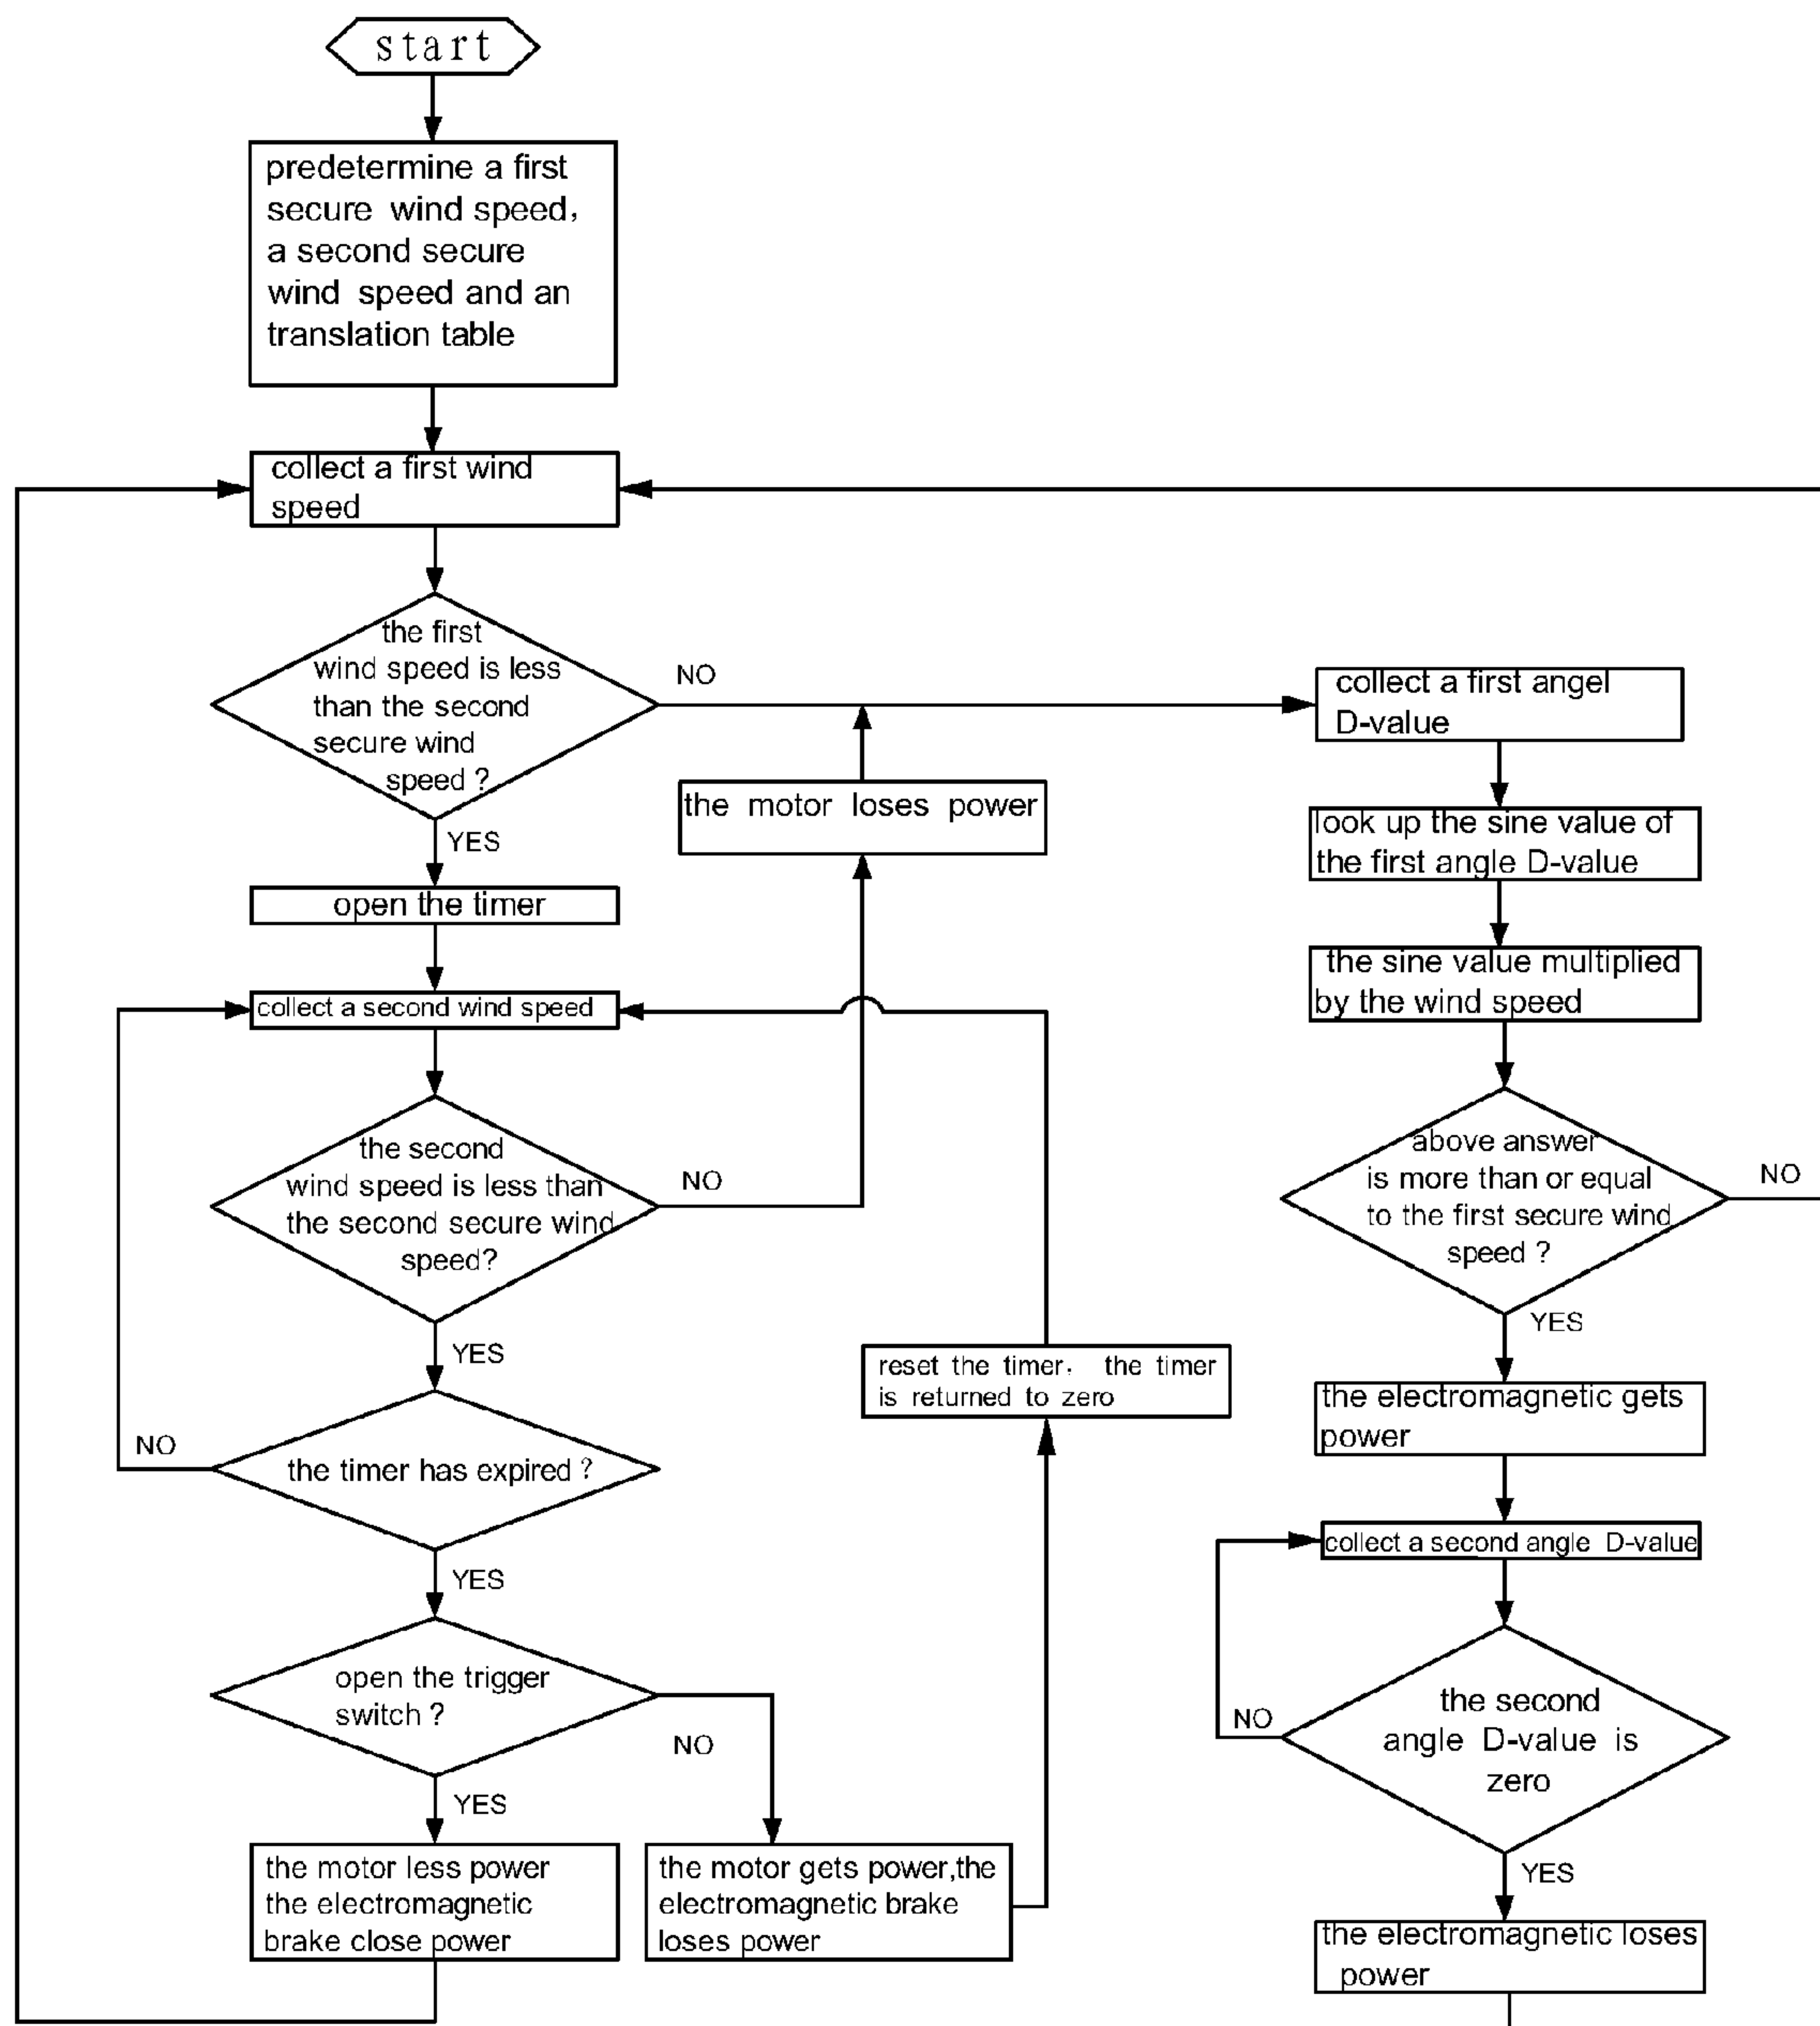 start
predetermine a first
secure wind speed,
a second secure
wind speed and an
translation table
collect a first wind
speed
the first
wind speed is less
than the second
secure wind
speed ?
NO
YES
the motor loses power
open the timer
collect a second wind speed
the second
wind speed is less than
the second secure wind
speed?
NO
YES
the timer has expired ?
NO
YES
reset the timer, the timer
is returned to zero
open the trigger
switch ?
NO
YES
the motor less power
the electromagnetic
brake close power
the motor gets power,the
electromagnetic brake
loses power
collect a first angel
D-value
look up the sine value of
the first angle D-value
the sine value multiplied
by the wind speed
above answer
is more than or equal
to the first secure wind
speed ?
NO
YES
the electromagnetic gets
power
collect a second angle D-value
the second
angle D-value is
zero
NO
YES
the electromagnetic loses
power